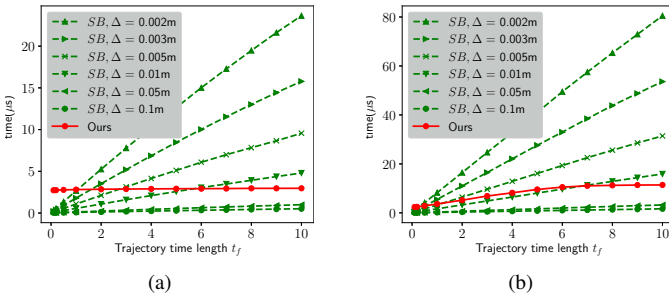 time(μs)
25
20
15
10
5
0
SB, Δ = 0.002m
SB, Δ = 0.003m
SB, Δ = 0.005m
SB, Δ = 0.01m
SB, Δ = 0.05m
SB, Δ = 0.1m
Ours
0 2 4 6 8 10
Trajectory time length t_f
(a)
time(μs)
80
60
40
20
0
SB, Δ = 0.002m
SB, Δ = 0.003m
SB, Δ = 0.005m
SB, Δ = 0.01m
SB, Δ = 0.05m
SB, Δ = 0.1m
Ours
0 2 4 6 8 10
Trajectory time length t_f
(b)